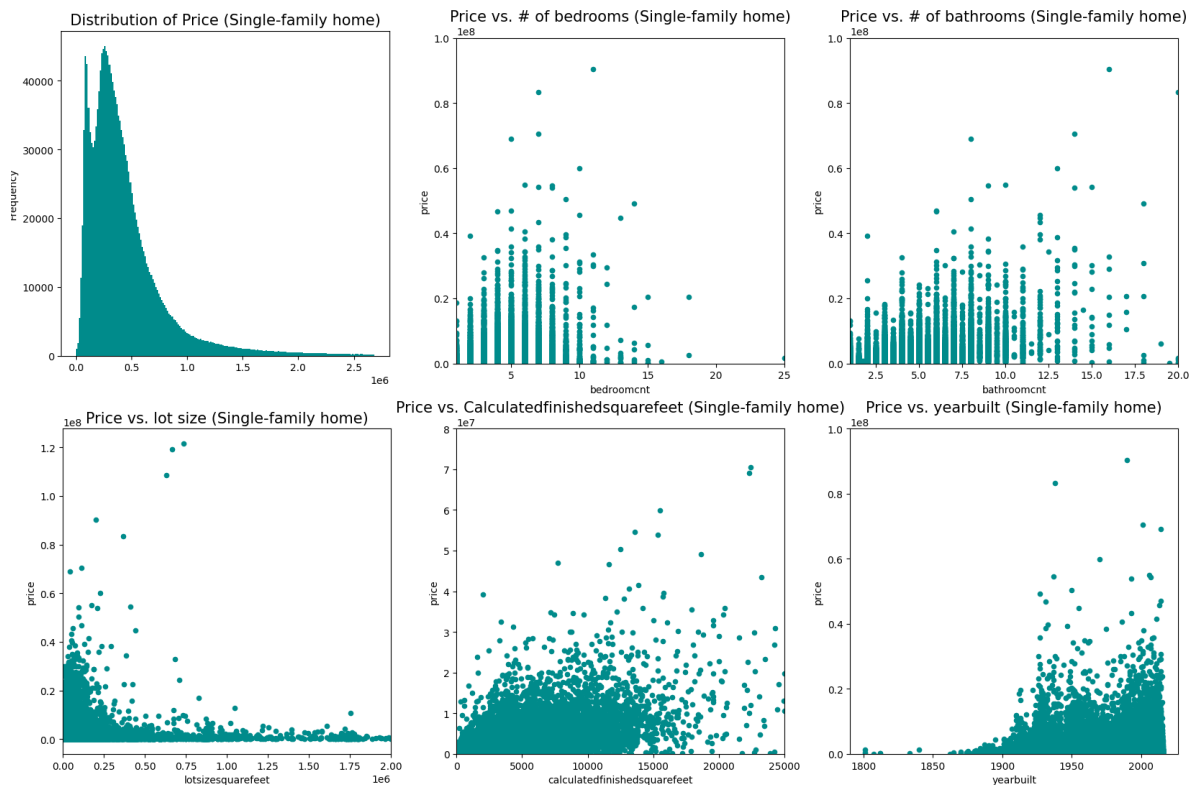 Distribution of Price (Single-family home)
Frequency
40000
30000
20000
10000
0
0.0 0.5 1.0 1.5 2.0 2.5
1e6
Price vs. # of bedrooms (Single-family home)
1e8
price
1.0
0.8
0.6
0.4
0.2
0.0
5 10 15 20 25
bedroomcnt
Price vs. # of bathrooms (Single-family home)
1e8
price
1.0
0.8
0.6
0.4
0.2
0.0
2.5 5.0 7.5 10.0 12.5 15.0 17.5 20.0
bathroomcnt
Price vs. lot size (Single-family home)
1e8
price
1.2
1.0
0.8
0.6
0.4
0.2
0.0
0.00 0.25 0.50 0.75 1.00 1.25 1.50 1.75 2.00
1e6
lotsizesquarefeet
Price vs. Calculatedfinishedsquarefeet (Single-family home)
1e7
price
8
7
6
5
4
3
2
1
0
0 5000 10000 15000 20000 25000
calculatedfinishedsquarefeet
Price vs. yearbuilt (Single-family home)
1e8
price
1.0
0.8
0.6
0.4
0.2
0.0
1800 1850 1900 1950 2000
yearbuilt